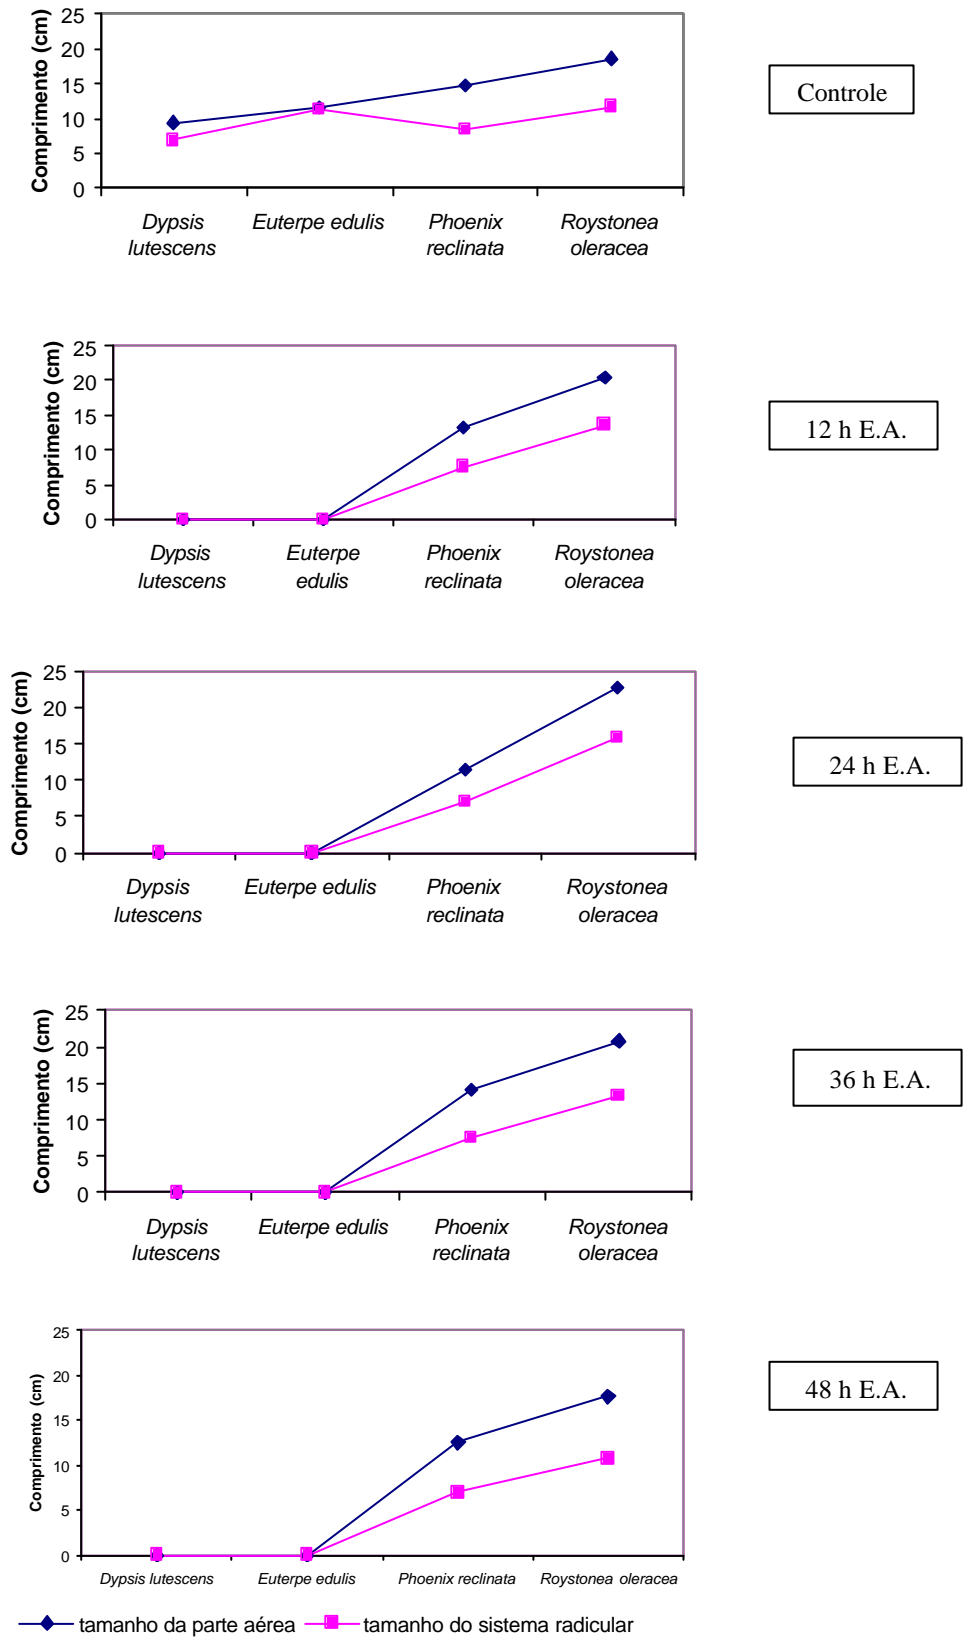 25
20
15
10
5
0
Comprimento (cm)
Controle
Dypsis lutescens
Euterpe edulis
Phoenix reclinata
Roystonea oleracea
25
20
15
10
5
0
Comprimento (cm)
12 h E.A.
Dypsis lutescens
Euterpe edulis
Phoenix reclinata
Roystonea oleracea
25
20
15
10
5
0
Comprimento (cm)
24 h E.A.
Dypsis lutescens
Euterpe edulis
Phoenix reclinata
Roystonea oleracea
25
20
15
10
5
0
Comprimento (cm)
36 h E.A.
Dypsis lutescens
Euterpe edulis
Phoenix reclinata
Roystonea oleracea
25
20
15
10
5
0
Comprimento (cm)
48 h E.A.
Dypsis lutescens
Euterpe edulis
Phoenix reclinata
Roystonea oleracea
tamanho da parte aérea
tamanho do sistema radicular